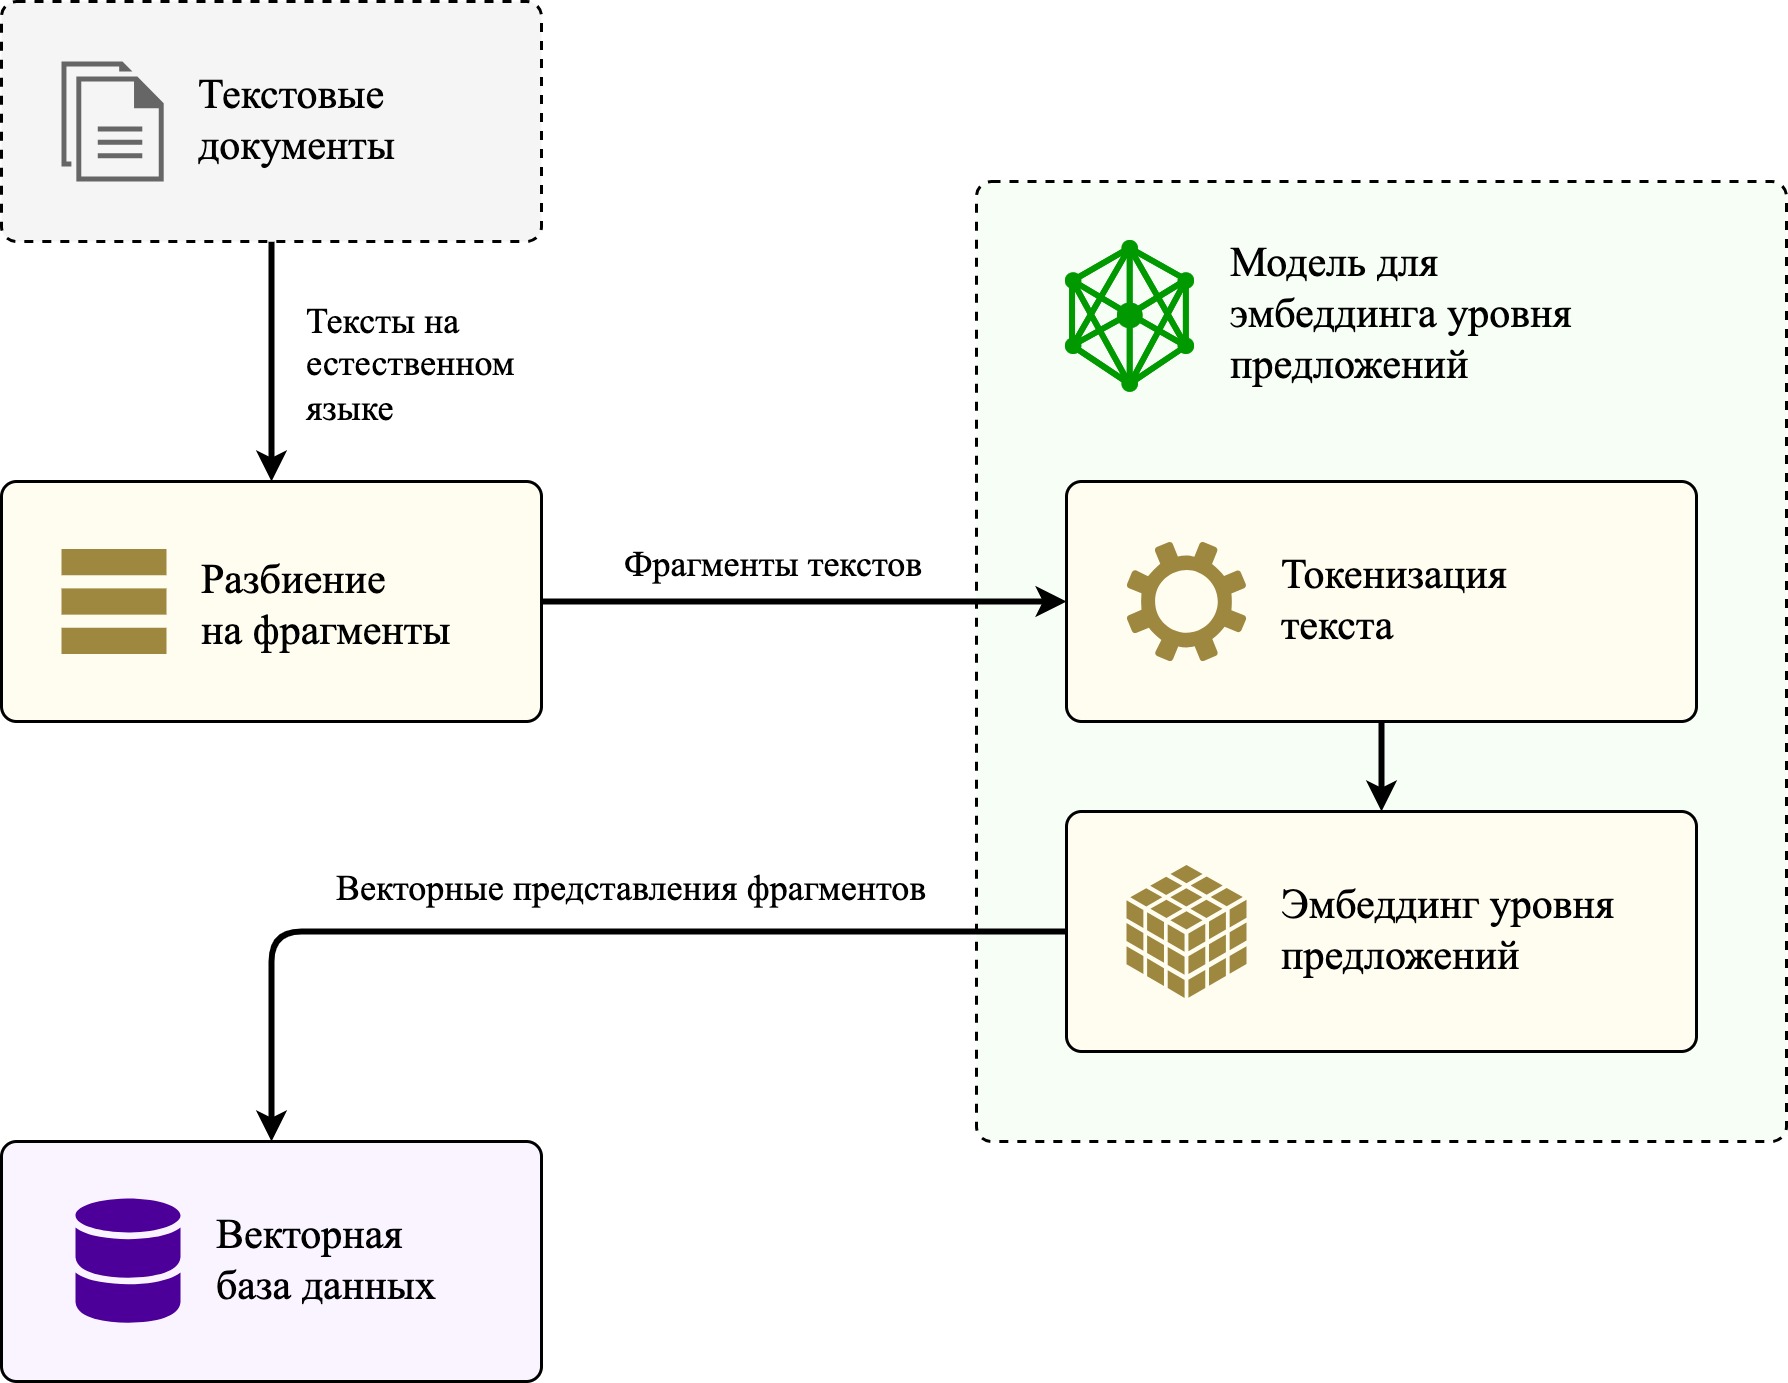 Текстовые
документы
Тексты на
естественном
языке
Модель для
эмбеддинга уровня
предложений
Разбиение
на фрагменты
Фрагменты текстов
Токенизация
текста
Векторные представления фрагментов
Эмбеддинг уровня
предложений
Векторная
база данных